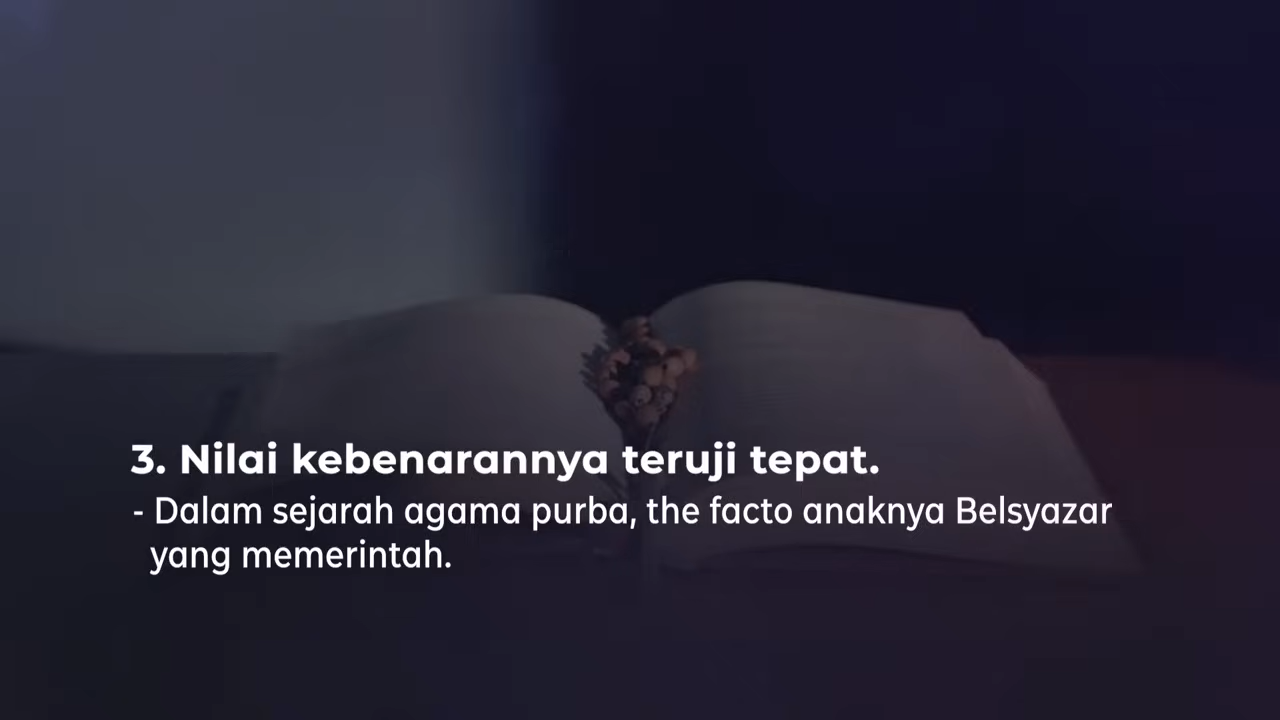 3. Nilai kebenarannya teruji tepat.
- Dalam sejarah agama purba, the facto anaknya Belsyazar
yang memerintah.